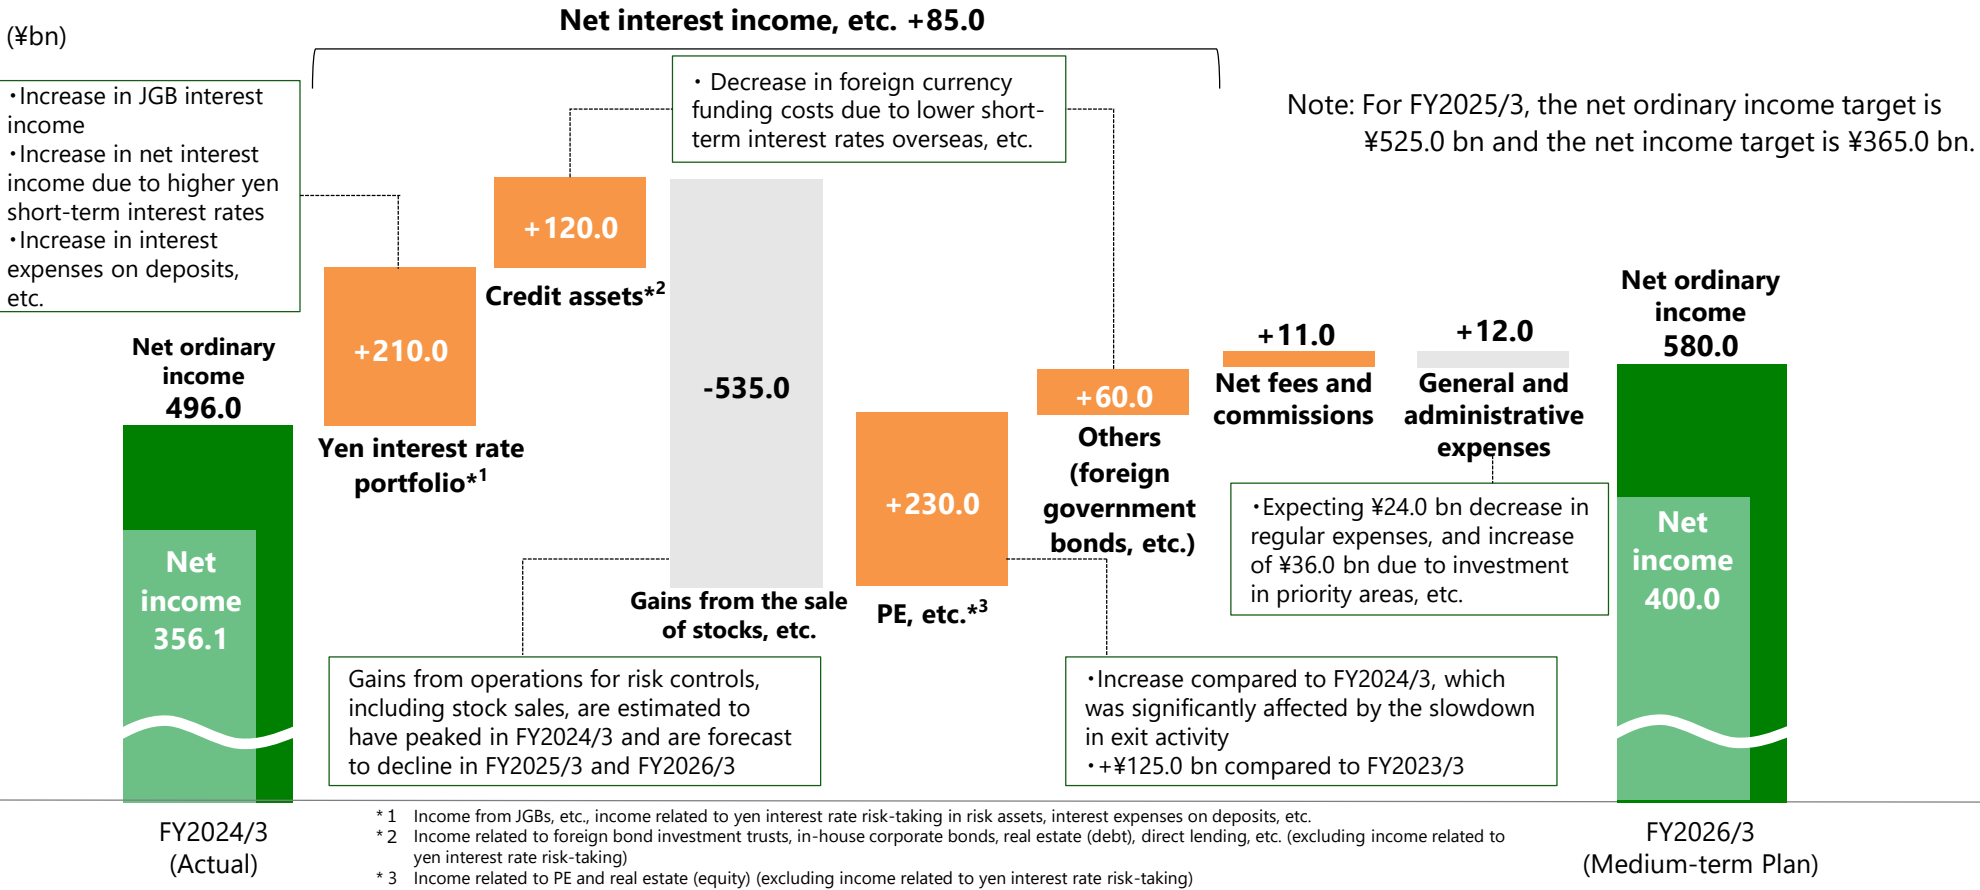 (¥bn)
Net interest income, etc. +85.0
・Increase in JGB interest
income
・Increase in net interest
income due to higher yen
short-term interest rates
・Increase in interest
expenses on deposits,
etc.
・ Decrease in foreign currency
funding costs due to lower short-
term interest rates overseas, etc.
Note: For FY2025/3, the net ordinary income target is
¥525.0 bn and the net income target is ¥365.0 bn.
Net ordinary
income
496.0
Net
income
356.1
+210.0
Yen interest rate
portfolio*1
+120.0
Credit assets*2
-535.0
Gains from the sale
of stocks, etc.
Gains from operations for risk controls,
including stock sales, are estimated to
have peaked in FY2024/3 and are forecast
to decline in FY2025/3 and FY2026/3
+230.0
PE, etc.*3
・Increase compared to FY2024/3, which
was significantly affected by the slowdown
in exit activity
・+¥125.0 bn compared to FY2023/3
+60.0
Others
(foreign
government
bonds, etc.)
+11.0
Net fees and
commissions
+12.0
General and
administrative
expenses
・Expecting ¥24.0 bn decrease in
regular expenses, and increase
of ¥36.0 bn due to investment
in priority areas, etc.
Net ordinary
income
580.0
Net
income
400.0
FY2024/3
(Actual)
FY2026/3
(Medium-term Plan)
*1 Income from JGBs, etc., income related to yen interest rate risk-taking in risk assets, interest expenses on deposits, etc.
*2 Income related to foreign bond investment trusts, in-house corporate bonds, real estate (debt), direct lending, etc. (excluding income related to
yen interest rate risk-taking)
*3 Income related to PE and real estate (equity) (excluding income related to yen interest rate risk-taking)